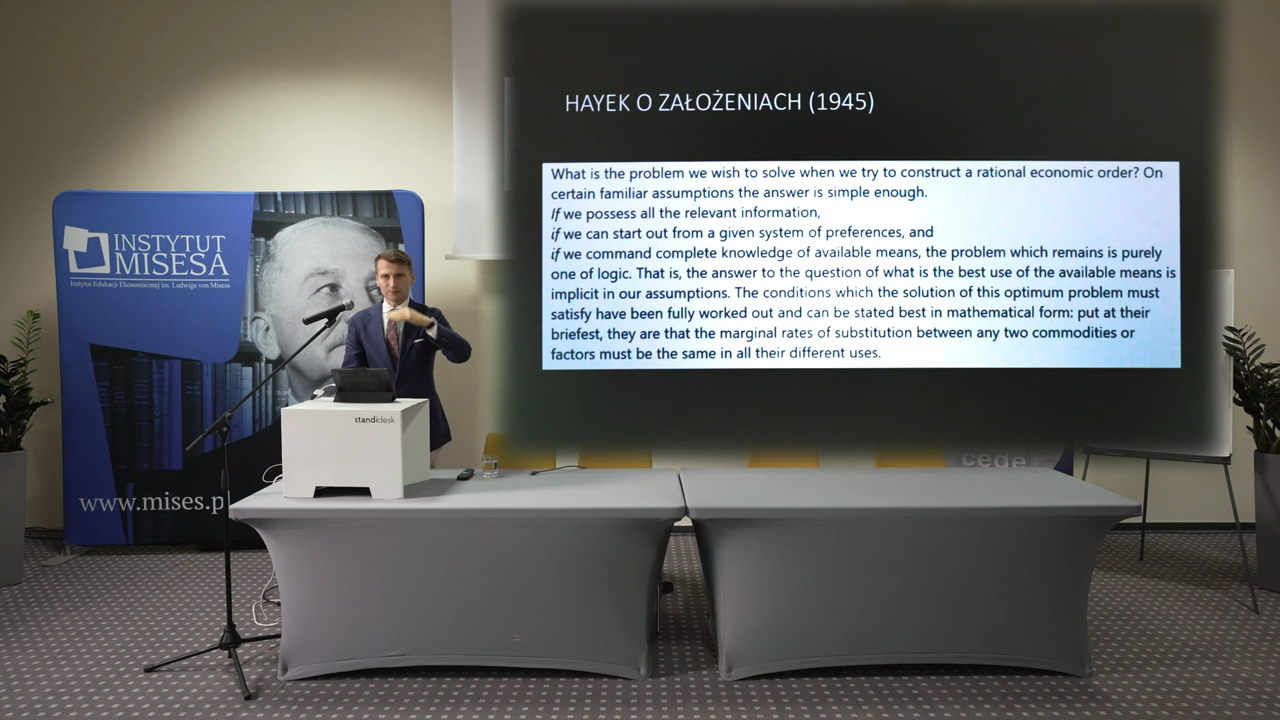 HAYEK O ZAŁOŻENIACH (1945)
What is the problem we wish to solve when we try to construct a rational economic order? On
certain familiar assumptions the answer is simple enough.
If we possess all the relevant information,
if we can start out from a given system of preferences, and
if we command complete knowledge of available means, the problem which remains is purely
one of logic. That is, the answer to the question of what is the best use of the available means is
implicit in our assumptions. The conditions which the solution of this optimum problem must
satisfy have been fully worked out and can be stated best in mathematical form: put at their
briefest, they are that the marginal rates of substitution between any two commodities or
factors must be the same in all their different uses.
INSTYTUT
MISESA
Instytut Edukacji Ekonomicznej im. Ludwiga von Misesa
www.mises.p
standidesk
cede